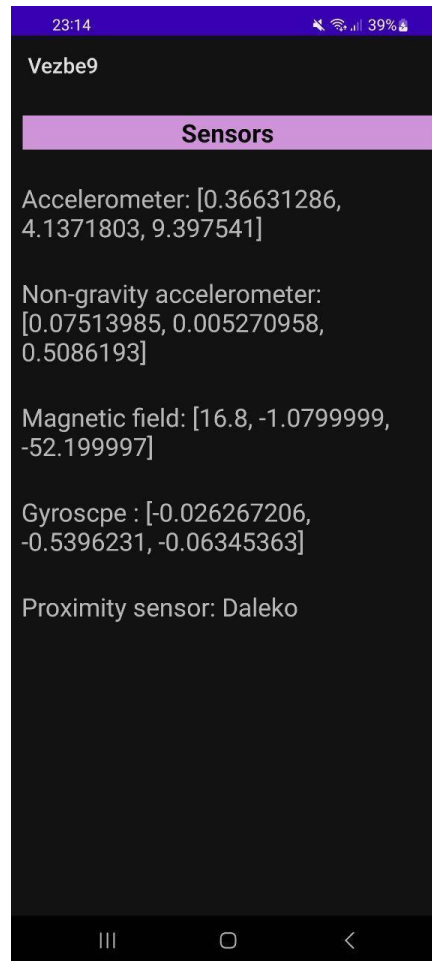 23:14 39%
Vezbe9
Sensors
Accelerometer: [0.36631286,
4.1371803, 9.397541]
Non-gravity accelerometer:
[0.07513985, 0.005270958,
0.5086193]
Magnetic field: [16.8, -1.0799999,
-52.199997]
Gyroscpe : [-0.026267206,
-0.5396231, -0.06345363]
Proximity sensor: Daleko